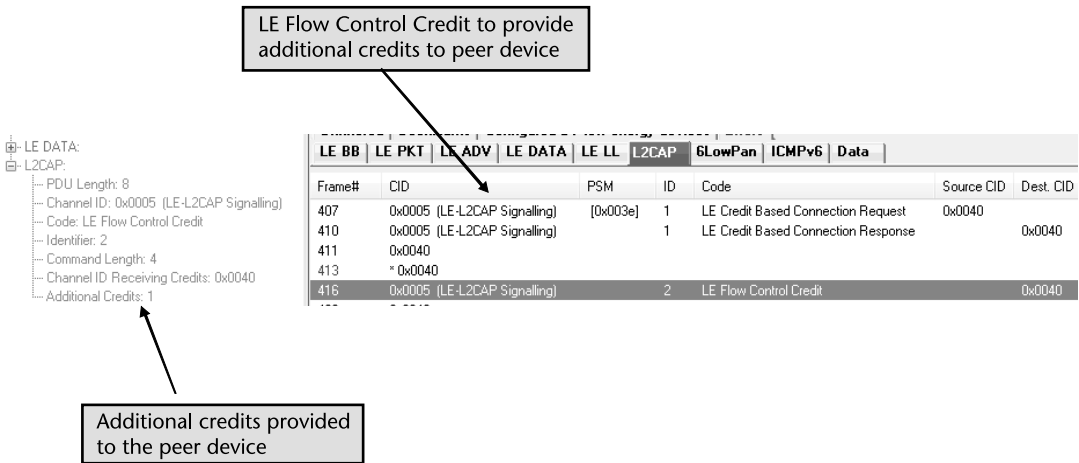 LE Flow Control Credit to provide
additional credits to peer device
LE DATA:
L2CAP:
PDU Length: 8
Channel ID: 0x0005 (LE-L2CAP Signalling)
Code: LE Flow Control Credit
Identifier: 2
Command Length: 4
Channel ID Receiving Credits: 0x0040
Additional Credits: 1
LE BB LE PKT LE ADV LE DATA LE LL L2CAP 6LowPan ICMPv6 Data
Frame# CID PSM ID Code Source CID Dest. CID
407 0x0005 (LE-L2CAP Signalling) [0x003e] 1 LE Credit Based Connection Request 0x0040
410 0x0005 (LE-L2CAP Signalling) 1 LE Credit Based Connection Response 0x0040
411 0x0040
413 * 0x0040
416 0x0005 (LE-L2CAP Signalling) 2 LE Flow Control Credit 0x0040
Additional credits provided
to the peer device